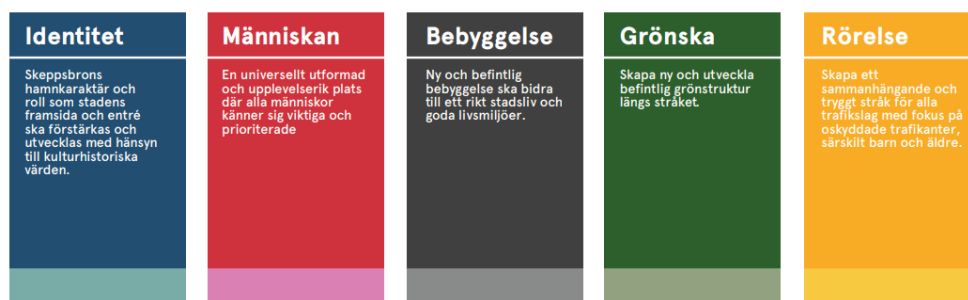 Identitet
Skeppsbrons
hamnkaraktär och
roll som stadens
framsida och entré
ska förstärkas och
utvecklas med hänsyn
till kulturhistoriska
värden.
Människan
En universellt utformad
och upplevelserik plats
där alla människor
känner sig viktiga och
prioriterade
Bebyggelse
Ny och befintlig
bebyggelse ska bidra
till ett rikt stadsliv och
goda livsmiljöer.
Grönska
Skapa ny och utveckla
befintlig grönstruktur
längs stråket.
Rörelse
Skapa ett
sammanhängande och
tryggt stråk för alla
trafikslag med fokus på
oskyddade trafikanter,
särskilt barn och äldre.